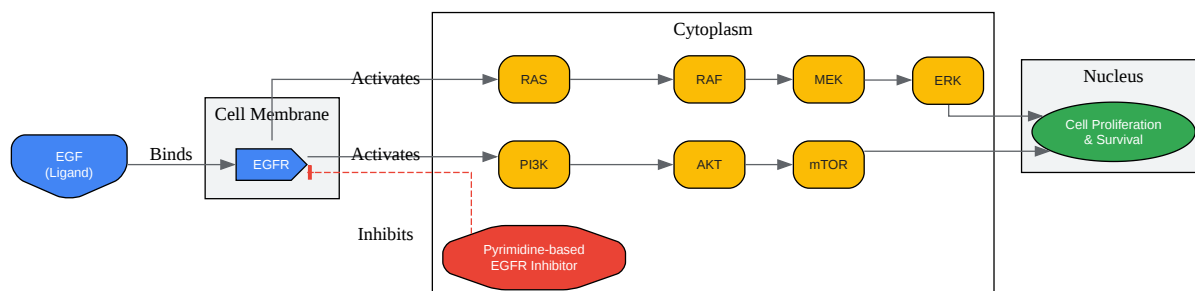 Cytoplasm
Nucleus
Cell Membrane
Activates
RAS
RAF
MEK
ERK
Cell Proliferation
& Survival
EGF
(Ligand)
Binds
EGFR
Activates
PI3K
AKT
mTOR
Inhibits
Pyrimidine-based
EGFR Inhibitor